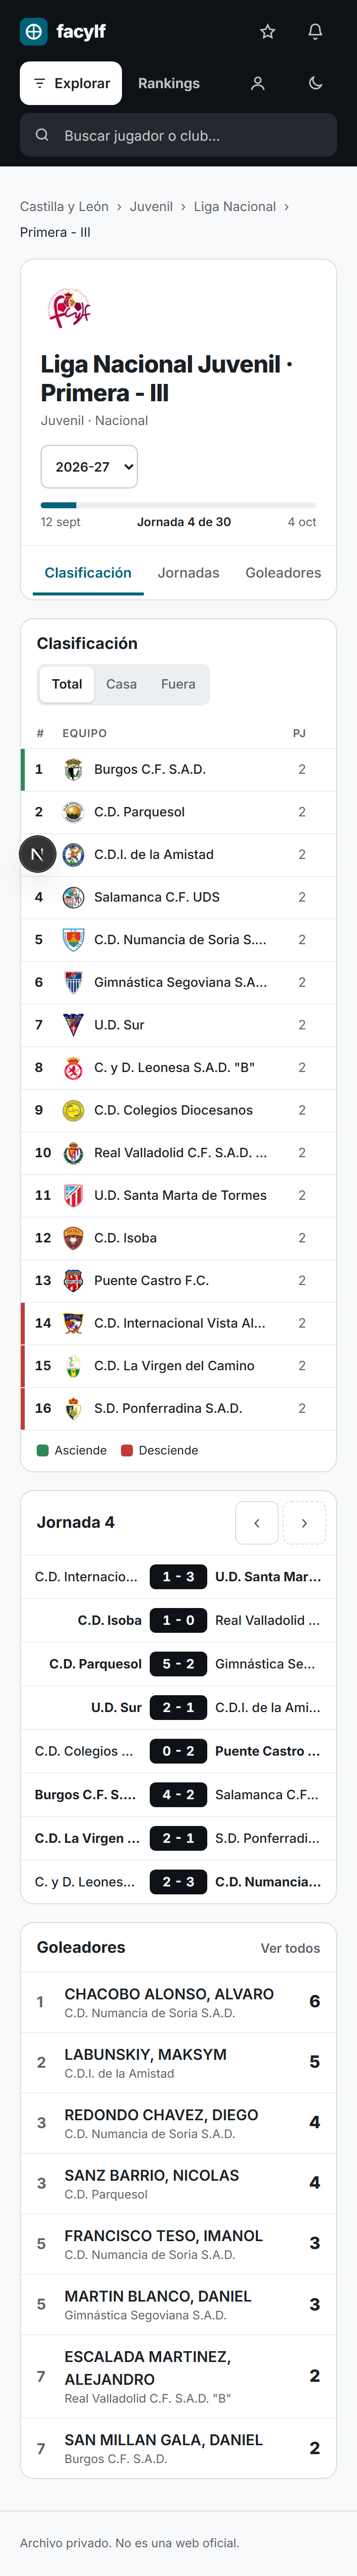 facylf
Explorar
Rankings
Buscar jugador o club...
Castilla y León › Juvenil › Liga Nacional ›
Primera - III
Liga Nacional Juvenil ·
Primera - III
Juvenil · Nacional
2026-27
12 sept Jornada 4 de 30 4 oct
Clasificación Jornadas Goleadores
Clasificación
Total Casa Fuera
# EQUIPO PJ
1 Burgos C.F. S.A.D. 2
2 C.D. Parquesol 2
N C.D.I. de la Amistad 2
4 Salamanca C.F. UDS 2
5 C.D. Numancia de Soria S.... 2
6 Gimnástica Segoviana S.A... 2
7 U.D. Sur 2
8 C. y D. Leonesa S.A.D. "B" 2
9 C.D. Colegios Diocesanos 2
10 Real Valladolid C.F. S.A.D. ... 2
11 U.D. Santa Marta de Tormes 2
12 C.D. Isoba 2
13 Puente Castro F.C. 2
14 C.D. Internacional Vista Al... 2
15 C.D. La Virgen del Camino 2
16 S.D. Ponferradina S.A.D. 2
Asciende Desciende
Jornada 4 ‹ ›
C.D. Internacio... 1 - 3 U.D. Santa Mar...
C.D. Isoba 1 - 0 Real Valladolid ...
C.D. Parquesol 5 - 2 Gimnástica Se...
U.D. Sur 2 - 1 C.D.I. de la Ami...
C.D. Colegios ... 0 - 2 Puente Castro ...
Burgos C.F. S.... 4 - 2 Salamanca C.F...
C.D. La Virgen ... 2 - 1 S.D. Ponferradi...
C. y D. Leones... 2 - 3 C.D. Numancia...
Goleadores Ver todos
1 CHACOBO ALONSO, ALVARO 6
C.D. Numancia de Soria S.A.D.
2 LABUNSKIY, MAKSYM 5
C.D.I. de la Amistad
3 REDONDO CHAVEZ, DIEGO 4
C.D. Numancia de Soria S.A.D.
3 SANZ BARRIO, NICOLAS 4
C.D. Parquesol
5 FRANCISCO TESO, IMANOL 3
C.D. Numancia de Soria S.A.D.
5 MARTIN BLANCO, DANIEL 3
Gimnástica Segoviana S.A.D.
7 ESCALADA MARTINEZ,
ALEJANDRO 2
Real Valladolid C.F. S.A.D. "B"
7 SAN MILLAN GALA, DANIEL 2
Burgos C.F. S.A.D.
Archivo privado. No es una web oficial.